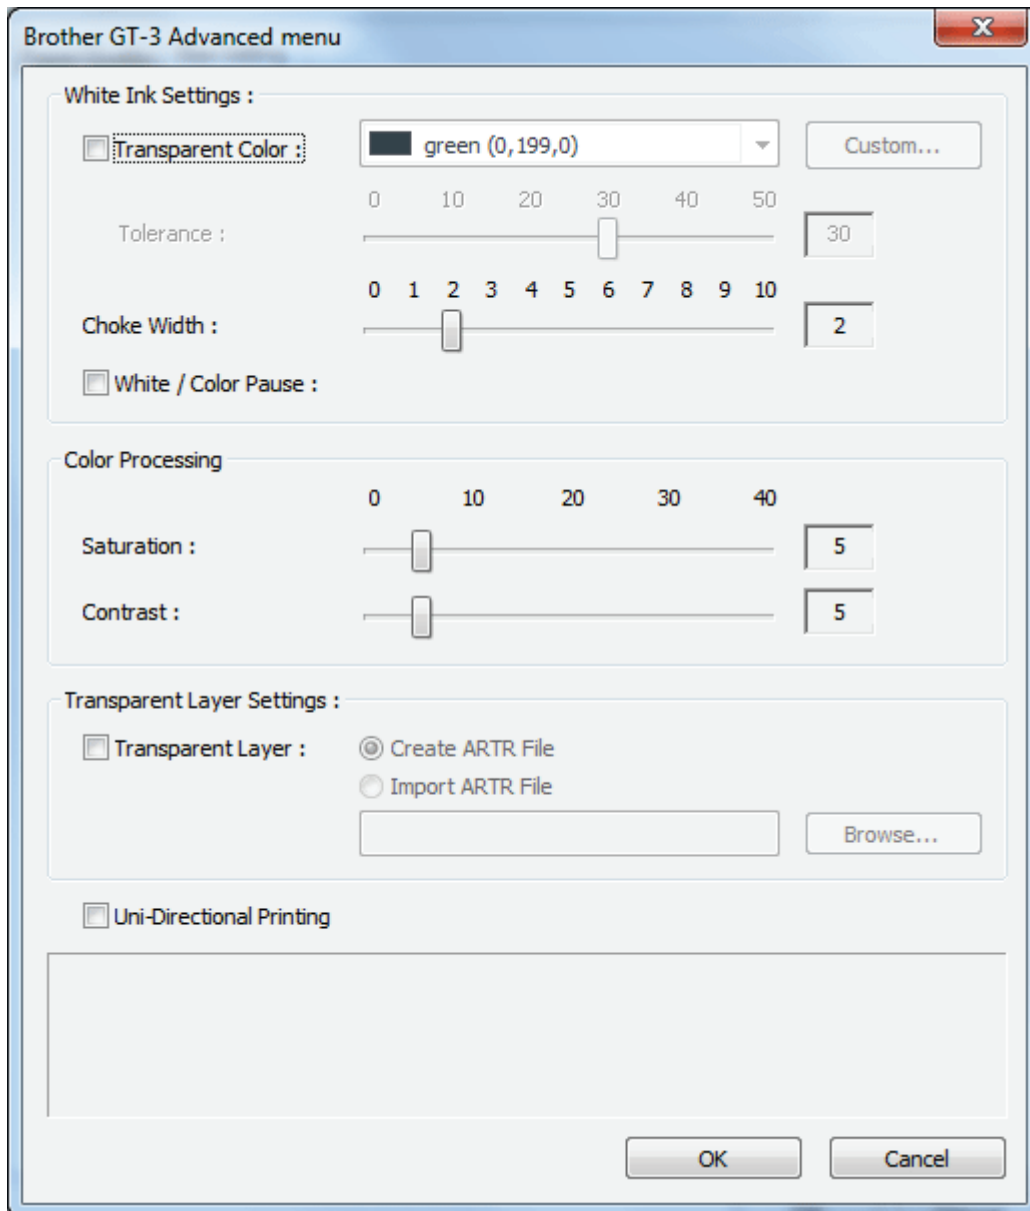 Brother GT-3 Advanced menu
White Ink Settings :
Transparent Color :
green (0,199,0)
Custom...
0 10 20 30 40 50
Tolerance :
30
0 1 2 3 4 5 6 7 8 9 10
Choke Width :
2
White / Color Pause :
Color Processing
0 10 20 30 40
Saturation :
5
Contrast :
5
Transparent Layer Settings :
Transparent Layer :
Create ARTR File
Import ARTR File
Browse...
Uni-Directional Printing
OK
Cancel